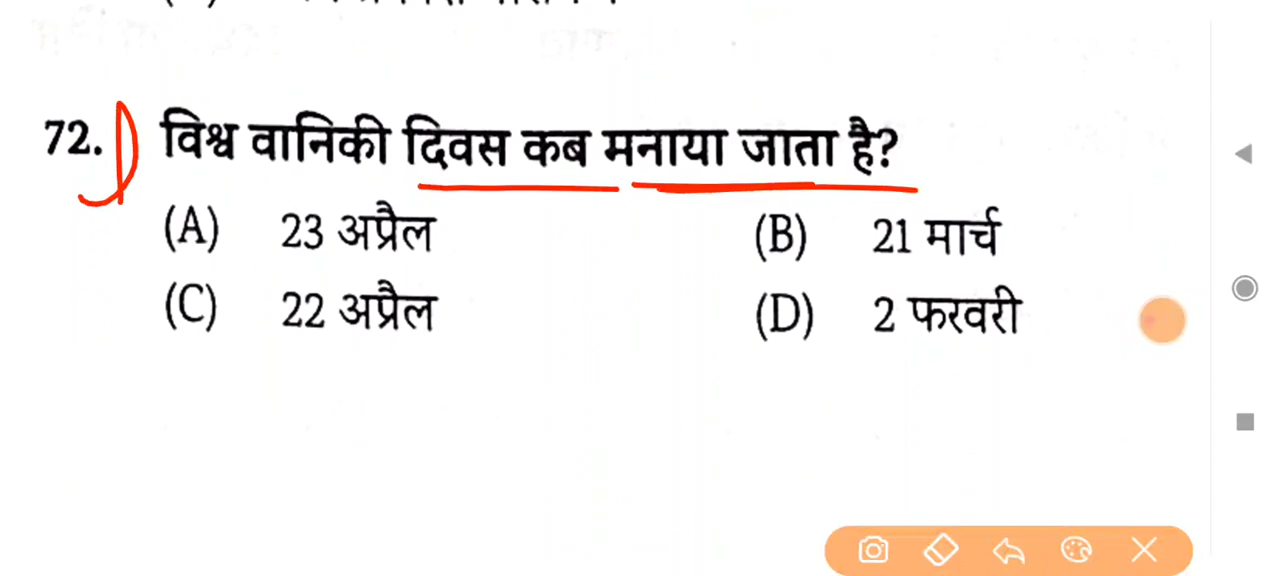 72. विश्व वानिकी दिवस कब मनाया जाता है?
(A) 23 अप्रैल (B) 21 मार्च
(C) 22 अप्रैल (D) 2 फरवरी